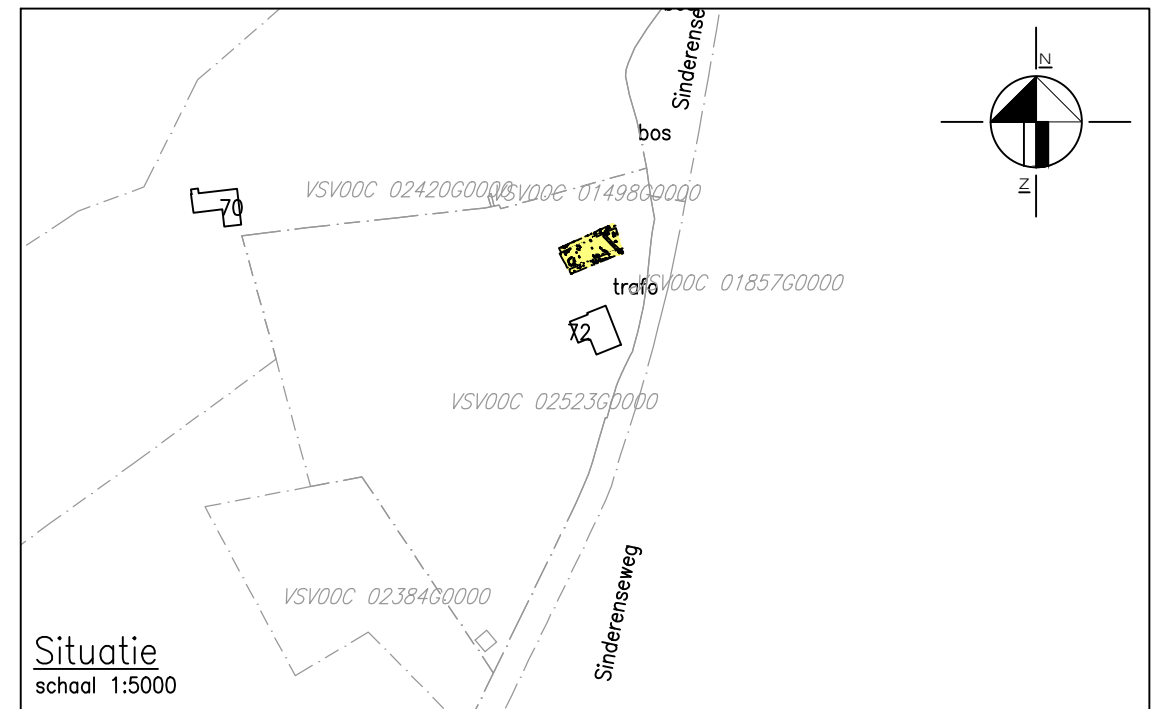 Sinderense
N
bos
VSV00C 02420G0000
VSV00C 01498G0000
70
Z
trafo
VSV00C 01857G0000
72
VSV00C 02523G0000
Sinderenseweg
VSV00C 02384G0000
Situatie
schaal 1:5000